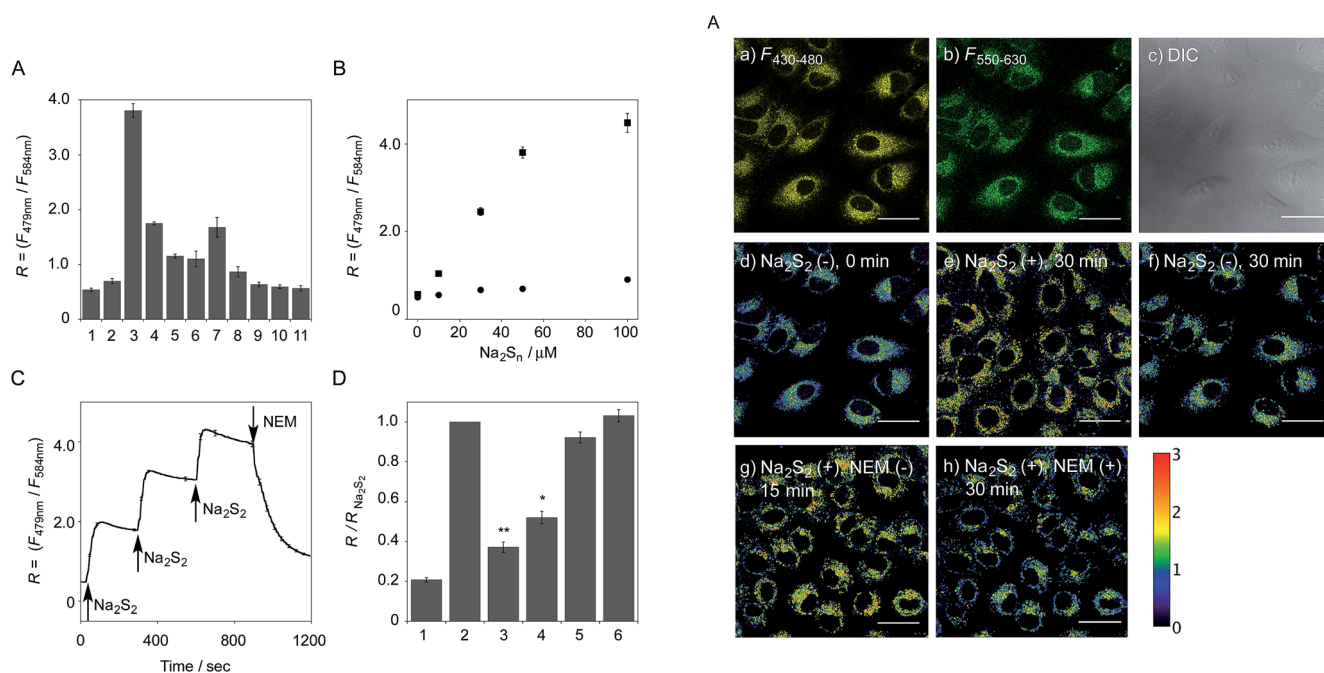 A
R = (F479nm / F584nm)
4.0
4.0
2.0
1.0
0
1 2 3 4 5 6 7 8 9 10 11
B
R = (F479nm / F584nm)
4.0
2.0
0
0 20 40 60 80 100
Na2Sn / μM
C
R = (F479nm / F584nm)
4.0
2.0
0
NEM
Na2S2
Na2S2
Na2S2
0 400 800 1200
Time / sec
D
R / RNa2S2
1.0
0.8
0.6
0.4
0.2
0
**
*
1 2 3 4 5 6
A
a) F430-480
b) F550-630
c) DIC
d) Na2S2 (-), 0 min
e) Na2S2 (+), 30 min
f) Na2S2 (-), 30 min
g) Na2S2 (+), NEM (-)
15 min
h) Na2S2 (+), NEM (+)
30 min
3
2
1
0